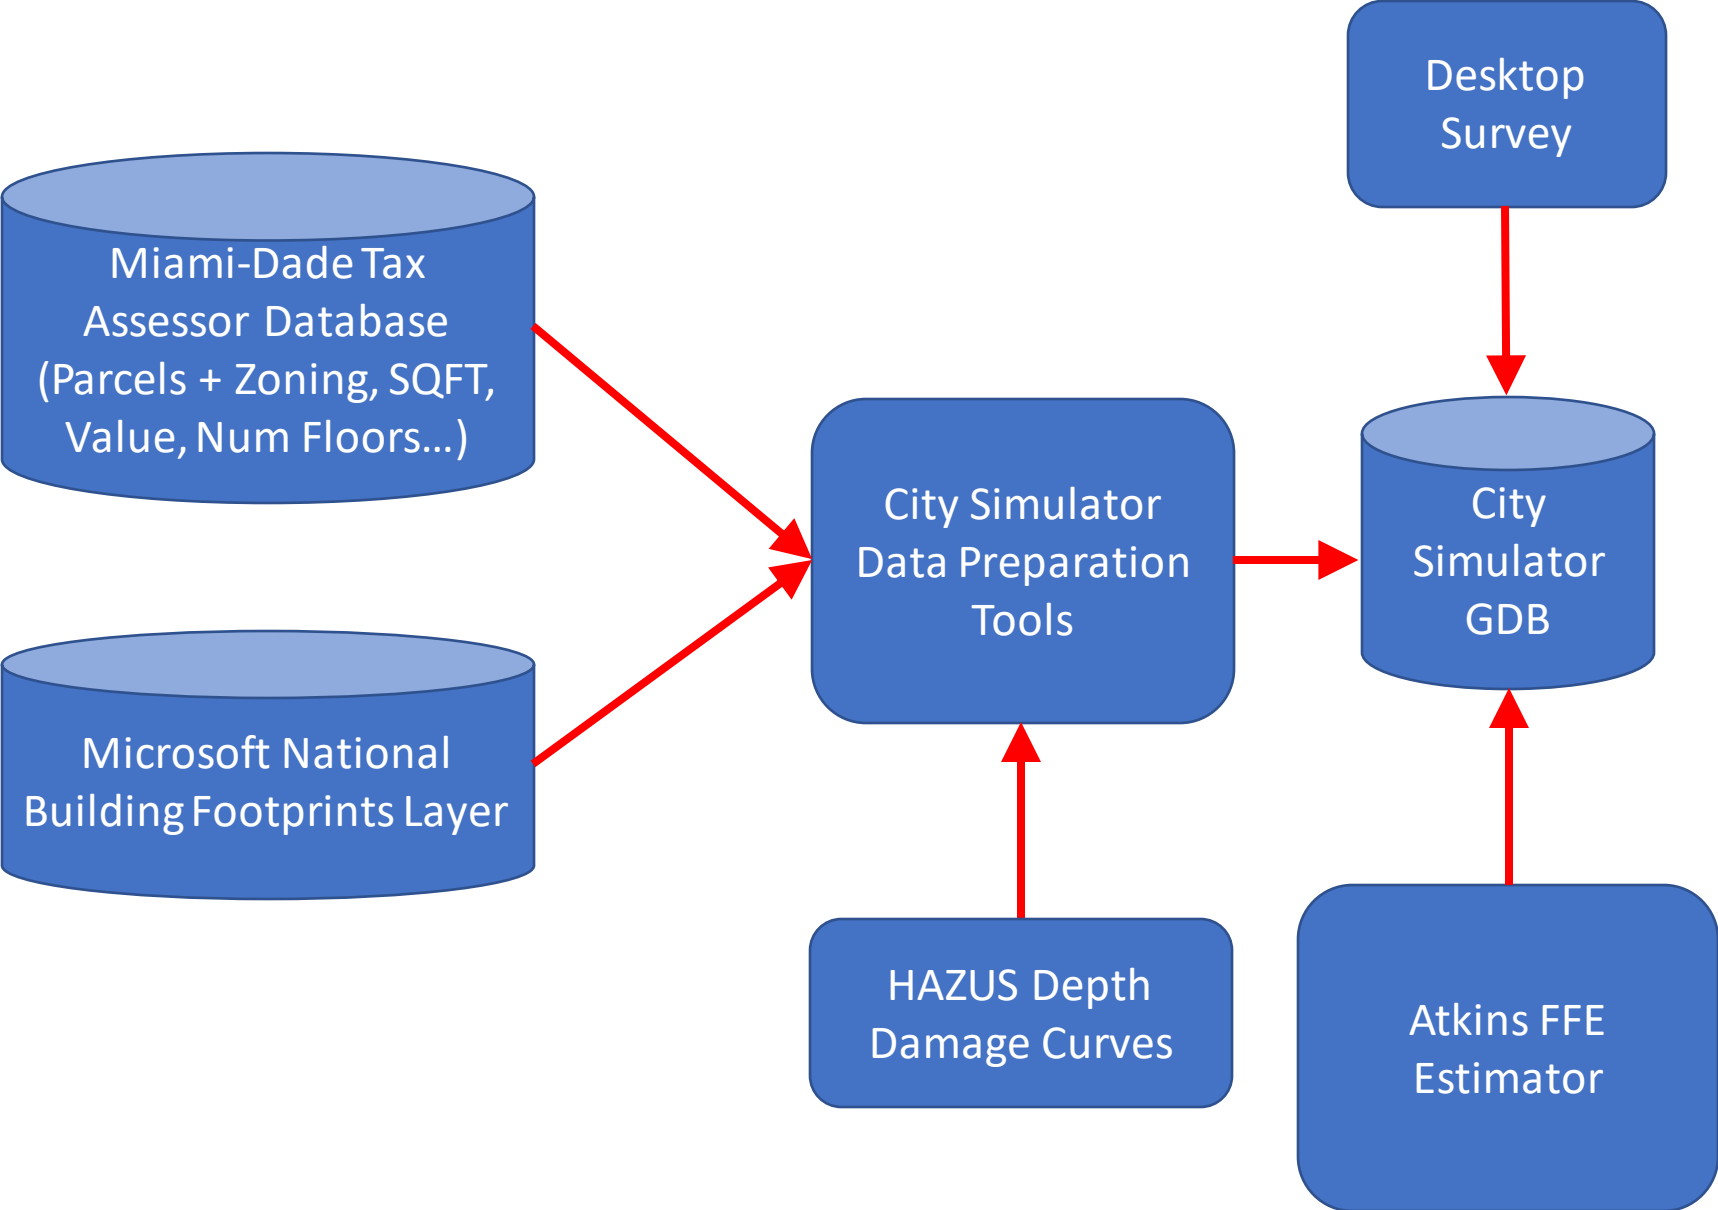 Desktop
Survey
Miami-Dade Tax
Assessor Database
(Parcels + Zoning, SQFT,
Value, Num Floors...)
City Simulator
Data Preparation
Tools
City
Simulator
GDB
Microsoft National
Building Footprints Layer
HAZUS Depth
Damage Curves
Atkins FFE
Estimator